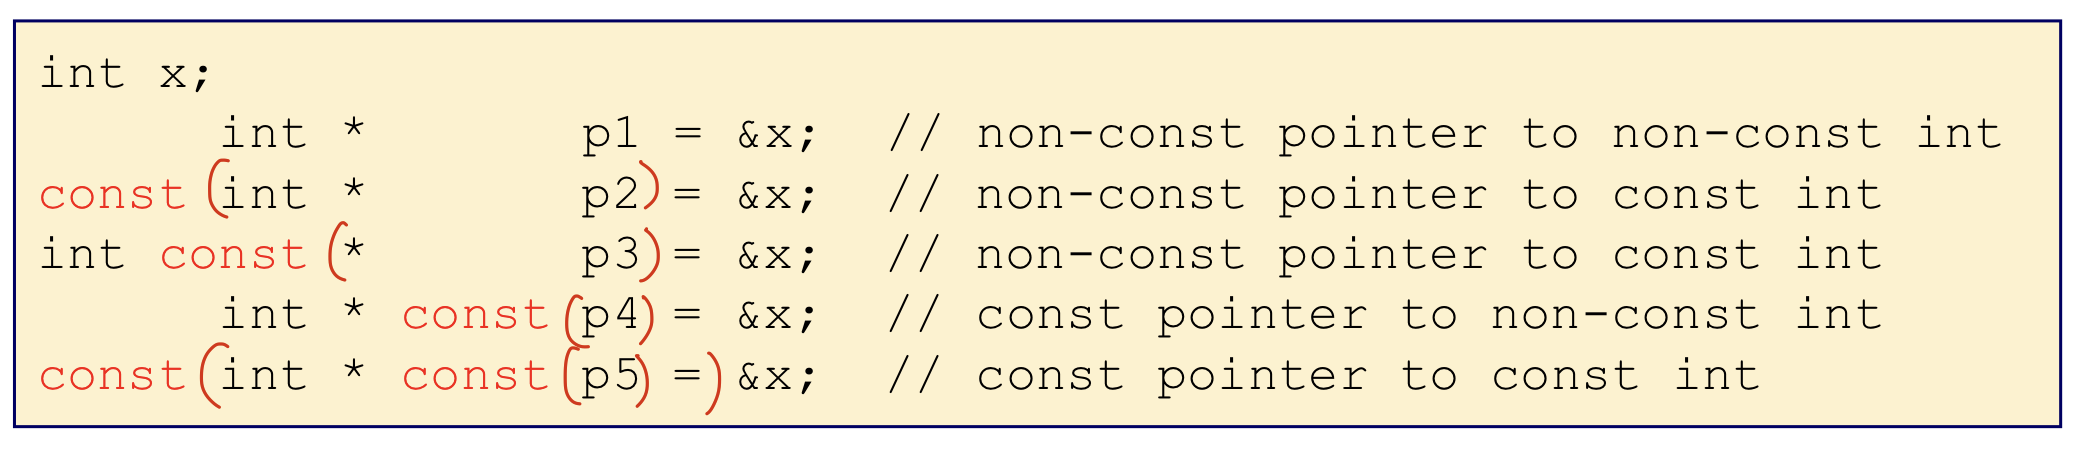 int x;
int * p1 = &x; // non-const pointer to non-const int
const (int * p2) = &x; // non-const pointer to const int
int const (* p3) = &x; // non-const pointer to const int
int * const (p4) = &x; // const pointer to non-const int
const (int * const (p5) =) &x; // const pointer to const int